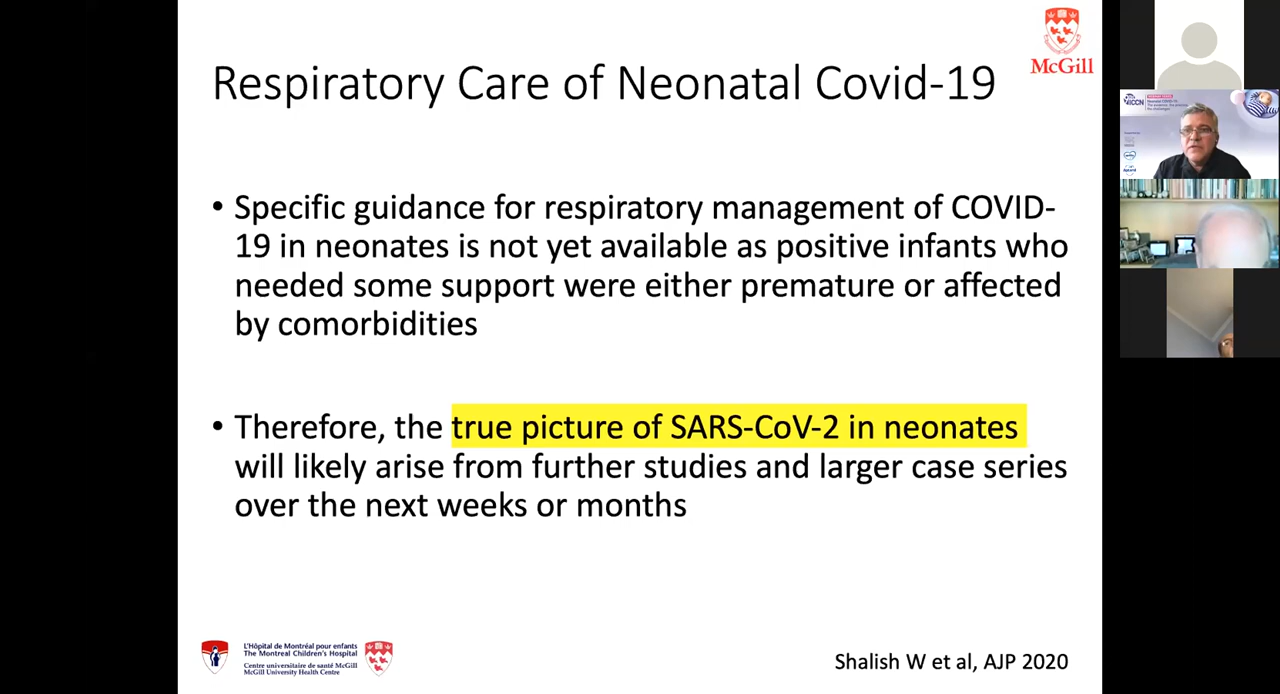 Respiratory Care of Neonatal Covid-19
McGill
• Specific guidance for respiratory management of COVID-
19 in neonates is not yet available as positive infants who
needed some support were either premature or affected
by comorbidities
• Therefore, the true picture of SARS-CoV-2 in neonates
will likely arise from further studies and larger case series
over the next weeks or months
L'Hôpital de Montréal pour enfants
The Montreal Children's Hospital
Centre universitaire de santé McGill
McGill University Health Centre
Shalish W et al, AJP 2020